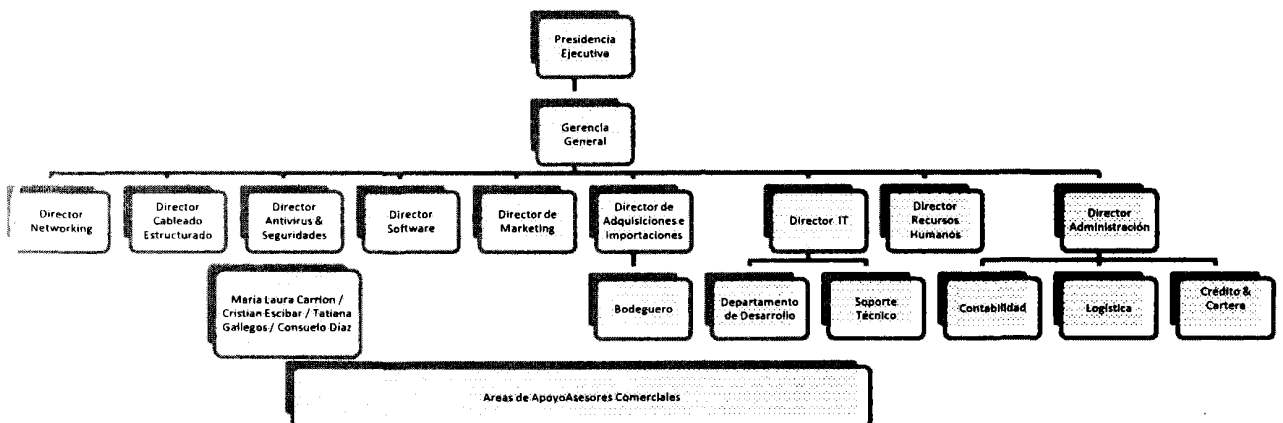 Presidencia
Ejecutiva
Gerencia
General
Director
Networking
Director
Cableado
Estructurado
Director
Antivirus &
Seguridades
Director
Software
Director de
Marketing
Director de
Adquisiciones e
Importaciones
Director IT
Director
Recursos
Humanos
Director
Administración
Maria Laura Carrion /
Cristian Escibar / Tatiana
Gallegos / Consuelo Diaz
Bodeguero
Departamento
de Desarrollo
Soporte
Técnico
Contabilidad
Logistica
Crédito &
Cartera
Areas de ApoyoAsesores Comerciales